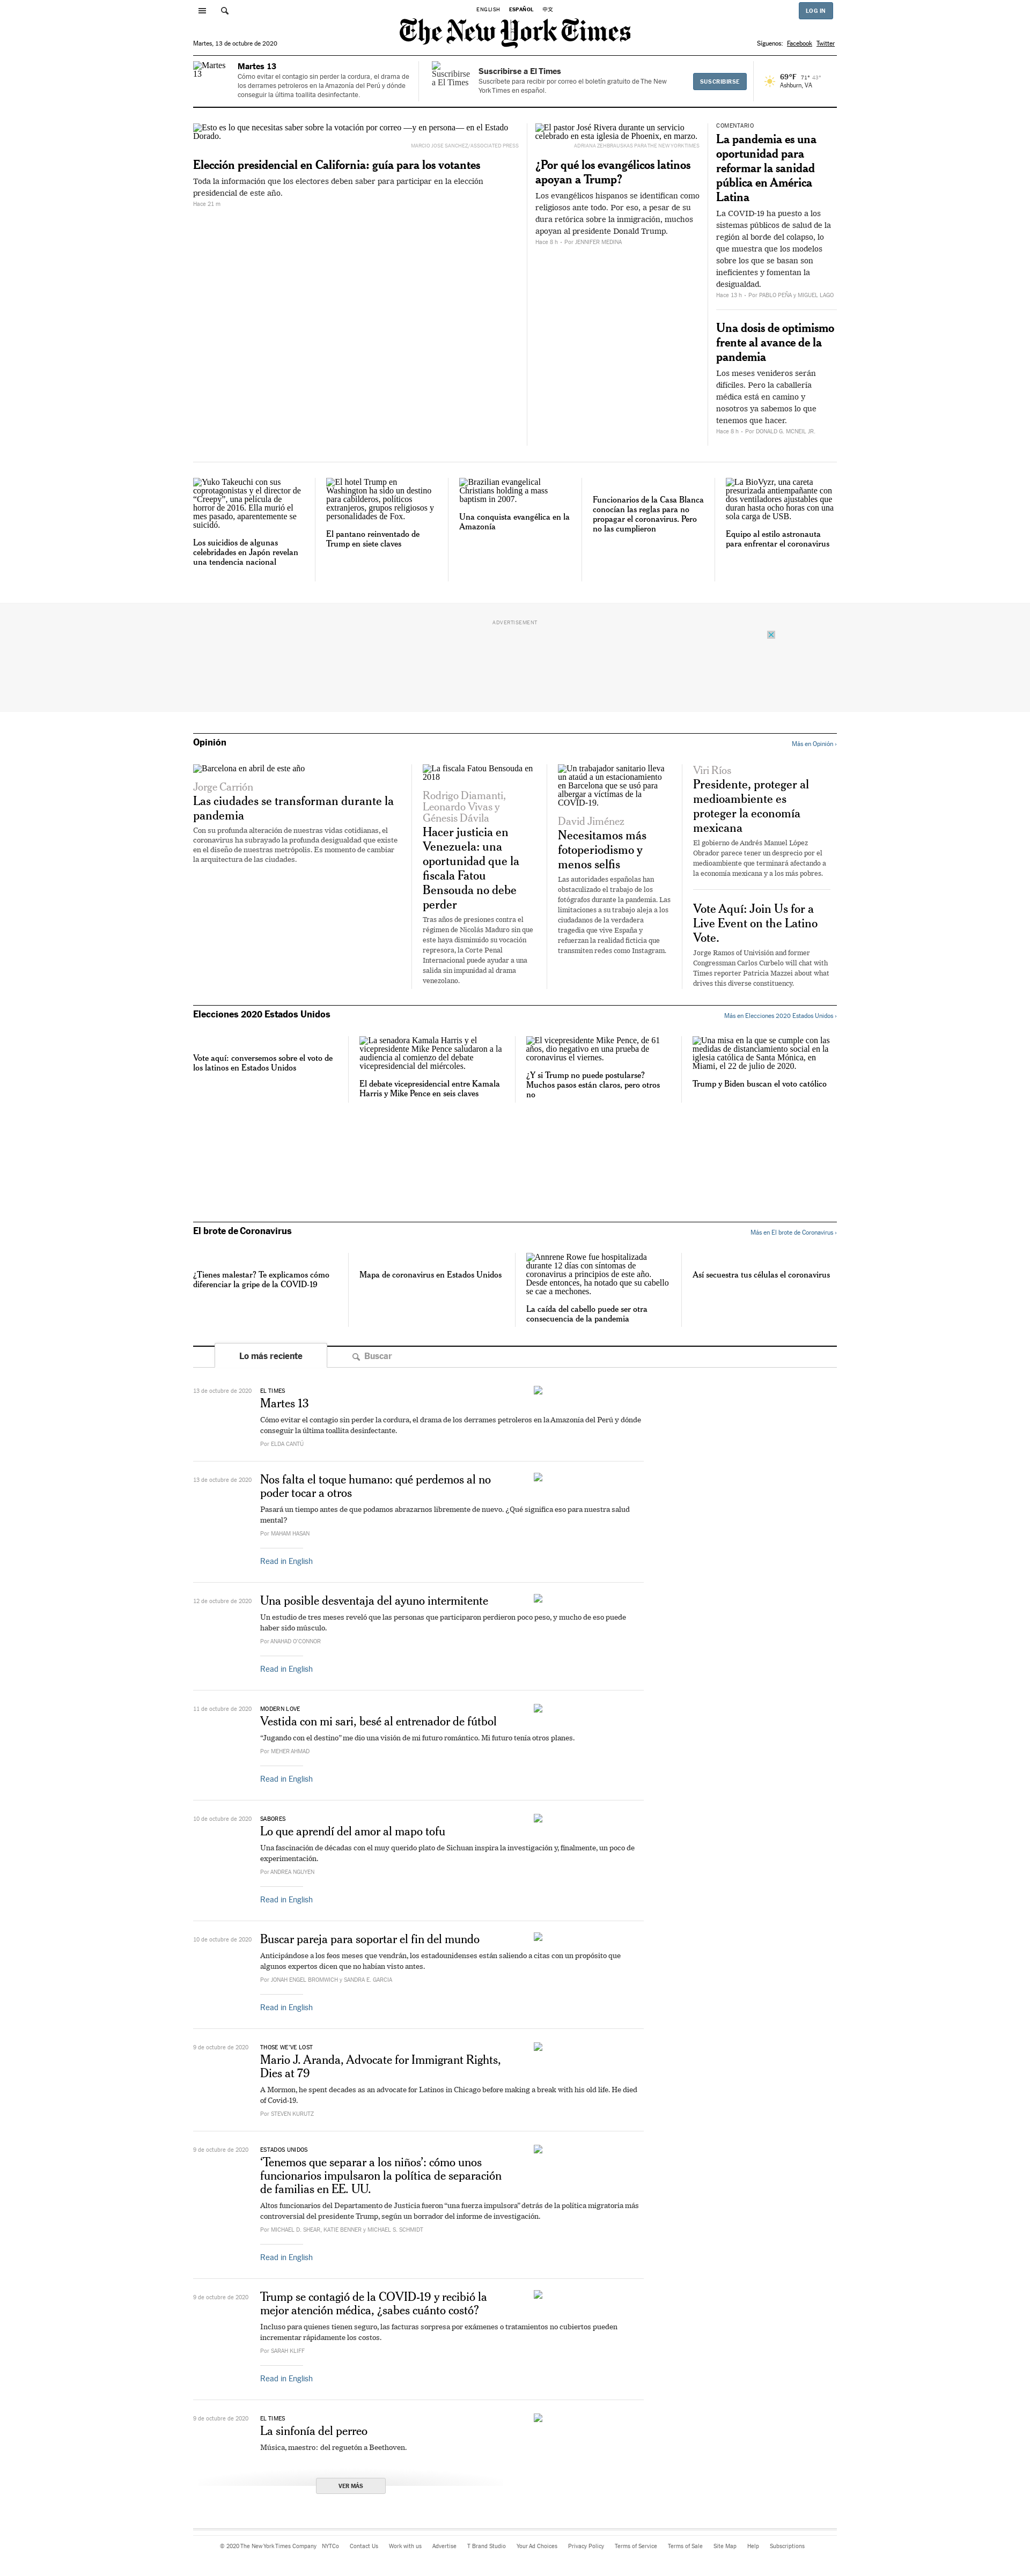 ENGLISH ESPAÑOL 中文
LOG IN
The New York Times
Martes, 13 de octubre de 2020
Síguenos: Facebook Twitter
Martes 13
Martes 13
Cómo evitar el contagio sin perder la cordura, el drama de
los derrames petroleros en la Amazonía del Perú y dónde
conseguir la última toallita desinfectante.
Suscribirse a El Times
Suscribirse a El Times
Suscríbete para recibir por correo el boletín gratuito de The New
York Times en español.
SUSCRIBIRSE
69°F 71° 48°
Ashburn, VA
Esto es lo que necesitas saber sobre la votación por correo —y en persona— en el Estado
Dorado.
MARCIO JOSE SANCHEZ/ASSOCIATED PRESS
Elección presidencial en California: guía para los votantes
Toda la información que los electores deben saber para participar en la elección
presidencial de este año.
Hace 21 m
El pastor José Rivera durante un servicio
celebrado en esta iglesia de Phoenix, en marzo.
ADRIANA ZEHBRAUSKAS PARA THE NEW YORK TIMES
¿Por qué los evangélicos latinos
apoyan a Trump?
Los evangélicos hispanos se identifican como
religiosos ante todo. Por eso, a pesar de su
dura retórica sobre la inmigración, muchos
apoyan al presidente Donald Trump.
Hace 8 h – Por JENNIFER MEDINA
COMENTARIO
La pandemia es una
oportunidad para
reformar la sanidad
pública en América
Latina
La COVID-19 ha puesto a los
sistemas públicos de salud de la
región al borde del colapso, lo
que muestra que los modelos
sobre los que se basan son
ineficientes y fomentan la
desigualdad.
Hace 13 h – Por PABLO PEÑA y MIGUEL LAGO
Una dosis de optimismo
frente al avance de la
pandemia
Los meses venideros serán
difíciles. Pero la caballería
médica está en camino y
nosotros ya sabemos lo que
tenemos que hacer.
Hace 8 h – Por DONALD G. MCNEIL JR.
Yuko Takeuchi con sus
coprotagonistas y el director de
“Creepy”, una película de
horror de 2016. Ella murió el
mes pasado, aparentemente se
suicidó.
Los suicidios de algunas
celebridades en Japón revelan
una tendencia nacional
El hotel Trump en
Washington ha sido un destino
para cabilderos, políticos
extranjeros, grupos religiosos y
personalidades de Fox.
El pantano reinventado de
Trump en siete claves
Brazilian evangelical
Christians holding a mass
baptism in 2007.
Una conquista evangélica en la
Amazonía
Funcionarios de la Casa Blanca
conocían las reglas para no
propagar el coronavirus. Pero
no las cumplieron
La BioVyzr, una careta
presurizada antiempañante con
dos ventiladores ajustables que
duran hasta ocho horas con una
sola carga de USB.
Equipo al estilo astronauta
para enfrentar el coronavirus
ADVERTISEMENT
Opinión
Más en Opinión ›
Barcelona en abril de este año
Jorge Carrión
Las ciudades se transforman durante la
pandemia
Con su profunda alteración de nuestras vidas cotidianas, el
coronavirus ha subrayado la profunda desigualdad que existe
en el diseño de nuestras metrópolis. Es momento de cambiar
la arquitectura de las ciudades.
La fiscala Fatou Bensouda en
2018
Rodrigo Diamanti,
Leonardo Vivas y
Génesis Dávila
Hacer justicia en
Venezuela: una
oportunidad que la
fiscala Fatou
Bensouda no debe
perder
Tras años de presiones contra el
régimen de Nicolás Maduro sin que
este haya disminuido su vocación
represora, la Corte Penal
Internacional puede ayudar a una
salida sin impunidad al drama
venezolano.
Un trabajador sanitario lleva
un ataúd a un estacionamiento
en Barcelona que se usó para
albergar a víctimas de la
COVID-19.
David Jiménez
Necesitamos más
fotoperiodismo y
menos selfis
Las autoridades españolas han
obstaculizado el trabajo de los
fotógrafos durante la pandemia. Las
limitaciones a su trabajo aleja a los
ciudadanos de la verdadera
tragedia que vive España y
refuerzan la realidad ficticia que
transmiten redes como Instagram.
Viri Ríos
Presidente, proteger al
medioambiente es
proteger la economía
mexicana
El gobierno de Andrés Manuel López
Obrador parece tener un desprecio por el
medioambiente que terminará afectando a
la economía mexicana y a los más pobres.
Vote Aquí: Join Us for a
Live Event on the Latino
Vote.
Jorge Ramos of Univisión and former
Congressman Carlos Curbelo will chat with
Times reporter Patricia Mazzei about what
drives this diverse constituency.
Elecciones 2020 Estados Unidos
Más en Elecciones 2020 Estados Unidos ›
Vote aquí: conversemos sobre el voto de
los latinos en Estados Unidos
La senadora Kamala Harris y el
vicepresidente Mike Pence saludaron a la
audiencia al comienzo del debate
vicepresidencial del miércoles.
El debate vicepresidencial entre Kamala
Harris y Mike Pence en seis claves
El vicepresidente Mike Pence, de 61
años, dio negativo en una prueba de
coronavirus el viernes.
¿Y si Trump no puede postularse?
Muchos pasos están claros, pero otros
no
Una misa en la que se cumple con las
medidas de distanciamiento social en la
iglesia católica de Santa Mónica, en
Miami, el 22 de julio de 2020.
Trump y Biden buscan el voto católico
El brote de Coronavirus
Más en El brote de Coronavirus ›
¿Tienes malestar? Te explicamos cómo
diferenciar la gripe de la COVID-19
Mapa de coronavirus en Estados Unidos
Annrene Rowe fue hospitalizada
durante 12 días con síntomas de
coronavirus a principios de este año.
Desde entonces, ha notado que su cabello
se cae a mechones.
La caída del cabello puede ser otra
consecuencia de la pandemia
Así secuestra tus células el coronavirus
Lo más reciente
Buscar
13 de octubre de 2020
EL TIMES
Martes 13
Cómo evitar el contagio sin perder la cordura, el drama de los derrames petroleros en la Amazonía del Perú y dónde
conseguir la última toallita desinfectante.
Por ELDA CANTÚ
13 de octubre de 2020
Nos falta el toque humano: qué perdemos al no
poder tocar a otros
Pasará un tiempo antes de que podamos abrazarnos libremente de nuevo. ¿Qué significa eso para nuestra salud
mental?
Por MAHAM HASAN
Read in English
12 de octubre de 2020
Una posible desventaja del ayuno intermitente
Un estudio de tres meses reveló que las personas que participaron perdieron poco peso, y mucho de eso puede
haber sido músculo.
Por ANAHAD O'CONNOR
Read in English
11 de octubre de 2020
MODERN LOVE
Vestida con mi sari, besé al entrenador de fútbol
“Jugando con el destino” me dio una visión de mi futuro romántico. Mi futuro tenía otros planes.
Por MEHER AHMAD
Read in English
10 de octubre de 2020
SABORES
Lo que aprendí del amor al mapo tofu
Una fascinación de décadas con el muy querido plato de Sichuan inspira la investigación y, finalmente, un poco de
experimentación.
Por ANDREA NGUYEN
Read in English
10 de octubre de 2020
Buscar pareja para soportar el fin del mundo
Anticipándose a los feos meses que vendrán, los estadounidenses están saliendo a citas con un propósito que
algunos expertos dicen que no habían visto antes.
Por JONAH ENGEL BROMWICH y SANDRA E. GARCIA
Read in English
9 de octubre de 2020
THOSE WE'VE LOST
Mario J. Aranda, Advocate for Immigrant Rights,
Dies at 79
A Mormon, he spent decades as an advocate for Latinos in Chicago before making a break with his old life. He died
of Covid-19.
Por STEVEN KURUTZ
9 de octubre de 2020
ESTADOS UNIDOS
‘Tenemos que separar a los niños’: cómo unos
funcionarios impulsaron la política de separación
de familias en EE. UU.
Altos funcionarios del Departamento de Justicia fueron “una fuerza impulsora” detrás de la política migratoria más
controversial del presidente Trump, según un borrador del informe de investigación.
Por MICHAEL D. SHEAR, KATIE BENNER y MICHAEL S. SCHMIDT
Read in English
9 de octubre de 2020
Trump se contagió de la COVID-19 y recibió la
mejor atención médica, ¿sabes cuánto costó?
Incluso para quienes tienen seguro, las facturas sorpresa por exámenes o tratamientos no cubiertos pueden
incrementar rápidamente los costos.
Por SARAH KLIFF
Read in English
9 de octubre de 2020
EL TIMES
La sinfonía del perreo
Música, maestro: del reguetón a Beethoven.
VER MÁS
© 2020 The New York Times Company NYTCo Contact Us Work with us Advertise T Brand Studio Your Ad Choices Privacy Policy Terms of Service Terms of Sale Site Map Help Subscriptions